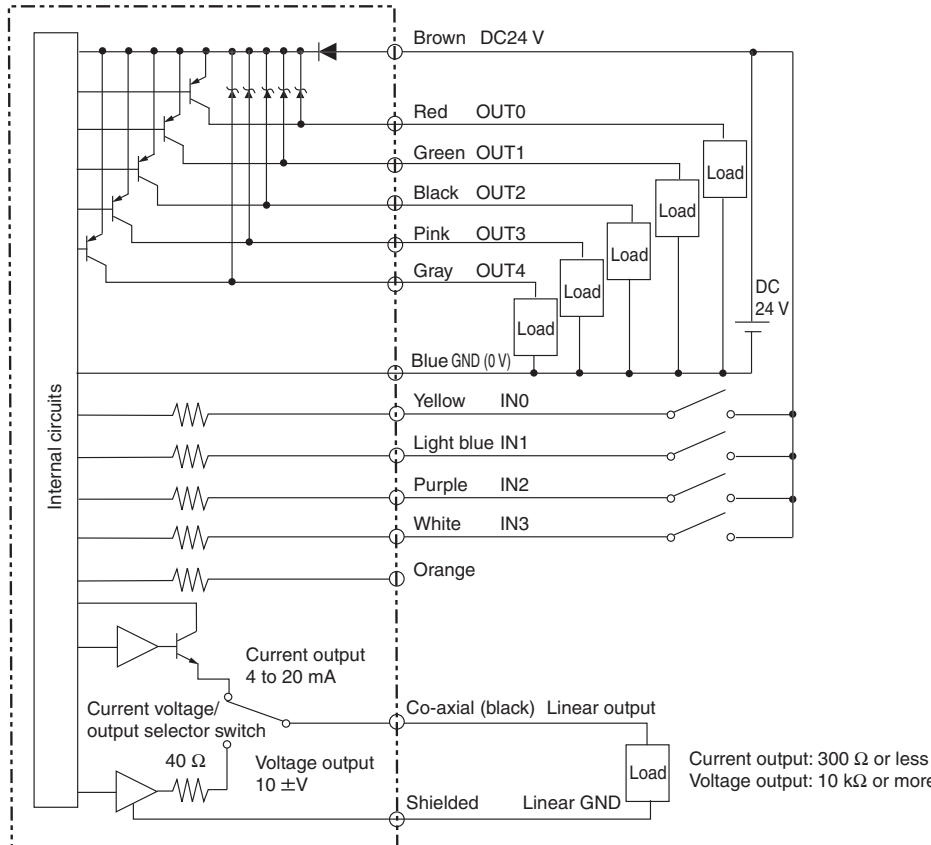 Brown DC24 V
Red OUT0
Green OUT1
Load
Black OUT2
Load
Pink OUT3
Load
Gray OUT4
Load
DC
24 V
Load
Blue GND (0 V)
Internal circuits
Yellow IN0
Light blue IN1
Purple IN2
White IN3
Orange
Current output
4 to 20 mA
Current voltage/
output selector switch
Co-axial (black) Linear output
40 Ω
Voltage output
10 ±V
Load
Current output: 300 Ω or less
Voltage output: 10 kΩ or more
Shielded Linear GND